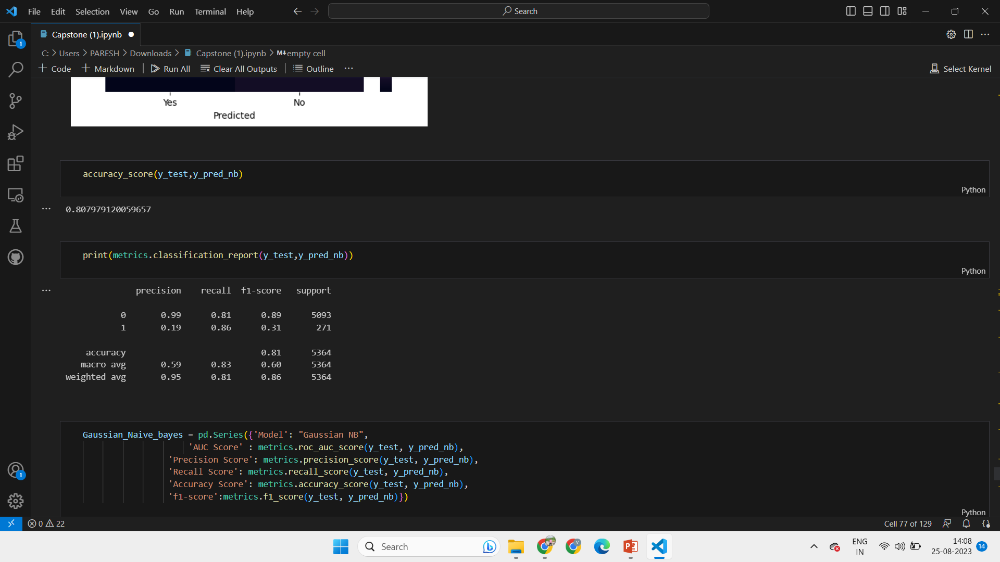 File Edit Selection View Go Run Terminal Help
Search
Capstone (1).ipynb
1
C: > Users > PARESH > Downloads > Capstone (1).ipynb > M↓empty cell
+ Code + Markdown | Run All Clear All Outputs | Outline ...
Select Kernel
Yes No
Predicted
accuracy_score(y_test,y_pred_nb)
Python
... 0.807979120059657
print(metrics.classification_report(y_test,y_pred_nb))
Python
... precision recall f1-score support
0 0.99 0.81 0.89 5093
1 0.19 0.86 0.31 271
accuracy 0.81 5364
macro avg 0.59 0.83 0.60 5364
weighted avg 0.95 0.81 0.86 5364
Gaussian_Naive_bayes = pd.Series({'Model': "Gaussian NB",
'AUC Score' : metrics.roc_auc_score(y_test, y_pred_nb),
'Precision Score': metrics.precision_score(y_test, y_pred_nb),
'Recall Score': metrics.recall_score(y_test, y_pred_nb),
'Accuracy Score': metrics.accuracy_score(y_test, y_pred_nb),
'f1-score':metrics.f1_score(y_test, y_pred_nb)})
Python
1
0 22
Cell 77 of 129
Search
ENG
IN
14:08
25-08-2023
14